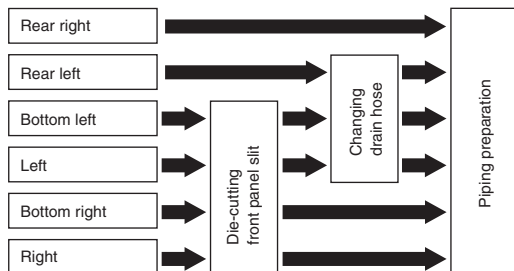 Rear right
Rear left
Bottom left
Left
Bottom right
Right
Die-cutting
front panel slit
Changing
drain hose
Piping preparation